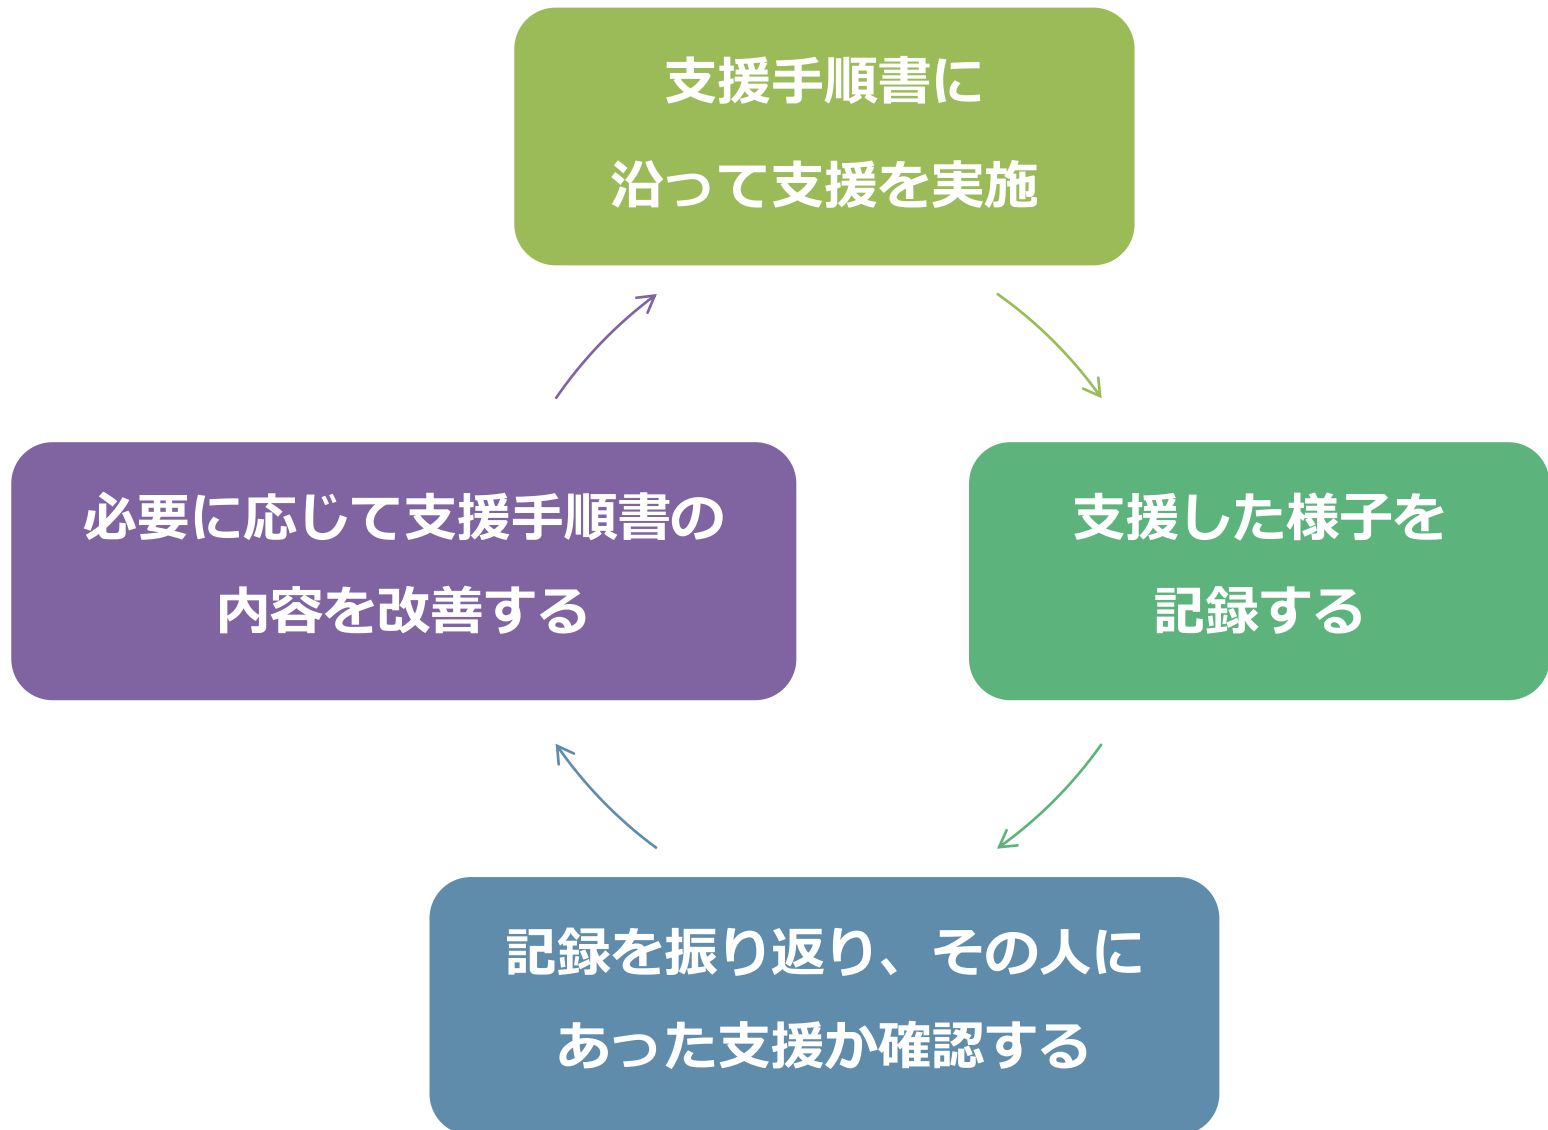 支援手順書に
沿って支援を実施
必要に応じて支援手順書の
内容を改善する
支援した様子を
記録する
記録を振り返り、その人に
あった支援か確認する